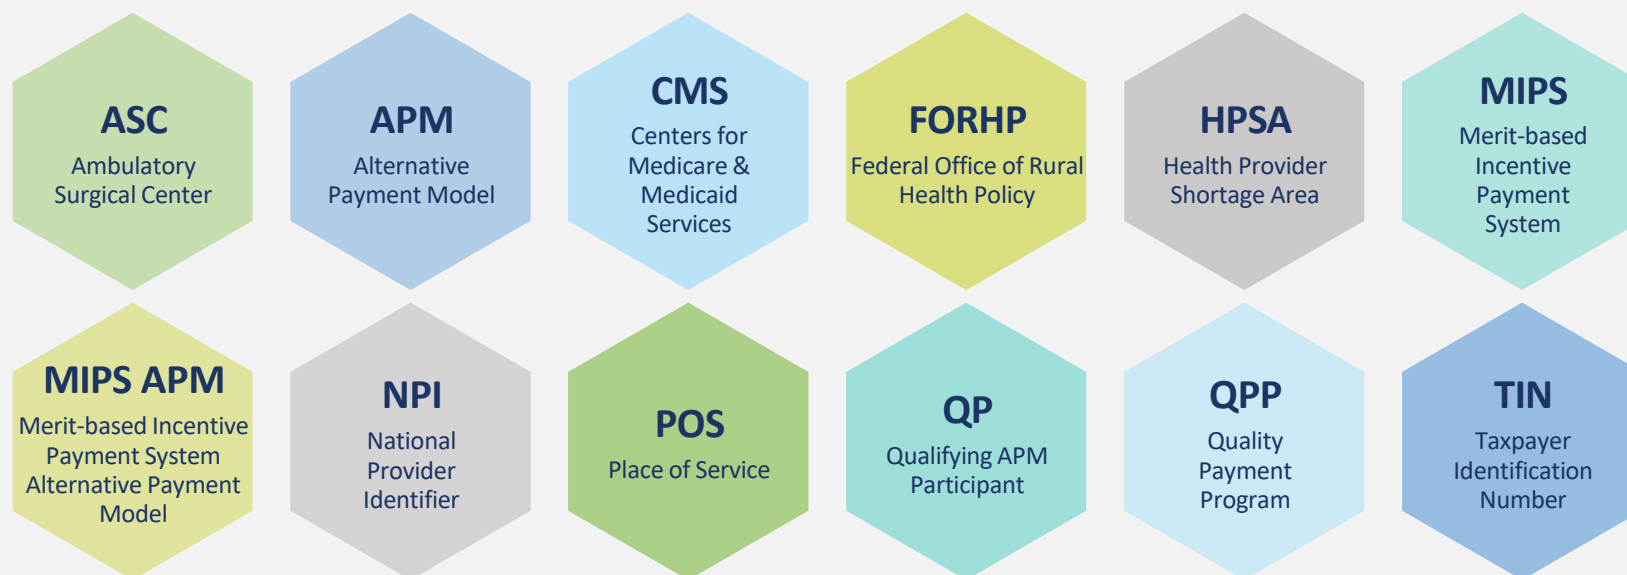 ASC
Ambulatory
Surgical Center
APM
Alternative
Payment Model
CMS
Centers for
Medicare &
Medicaid
Services
FORHP
Federal Office of Rural
Health Policy
HPSA
Health Provider
Shortage Area
MIPS
Merit-based
Incentive
Payment
System
MIPS APM
Merit-based Incentive
Payment System
Alternative Payment
Model
NPI
National
Provider
Identifier
POS
Place of Service
QP
Qualifying APM
Participant
QPP
Quality
Payment
Program
TIN
Taxpayer
Identification
Number